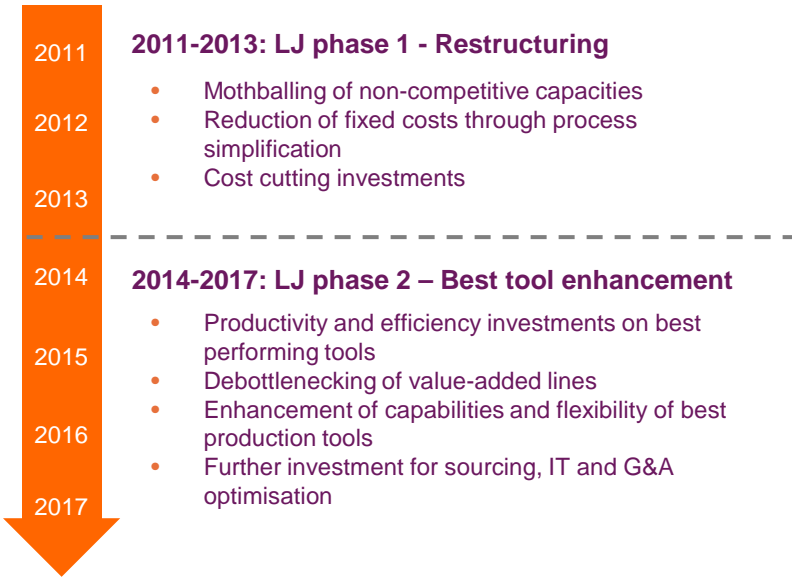 2011
2012
2013
2014
2015
2016
2017
2011-2013: LJ phase 1 - Restructuring
• Mothballing of non-competitive capacities
• Reduction of fixed costs through process
simplification
• Cost cutting investments
2014-2017: LJ phase 2 – Best tool enhancement
• Productivity and efficiency investments on best
performing tools
• Debottlenecking of value-added lines
• Enhancement of capabilities and flexibility of best
production tools
• Further investment for sourcing, IT and G&A
optimisation